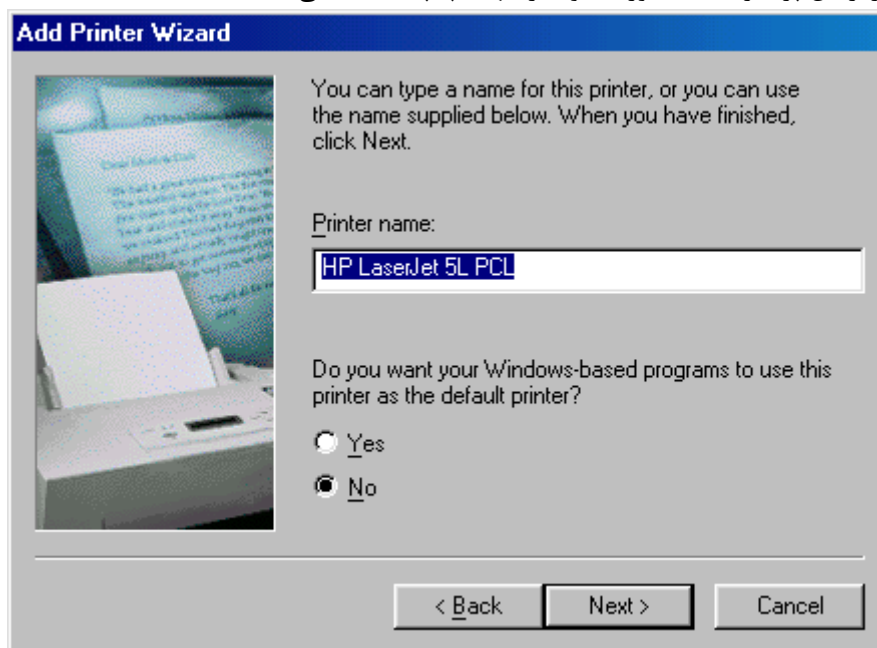 Add Printer Wizard
You can type a name for this printer, or you can use
the name supplied below. When you have finished,
click Next.
Printer name:
HP LaserJet 5L PCL
Do you want your Windows-based programs to use this
printer as the default printer?
Yes
No
< Back
Next >
Cancel